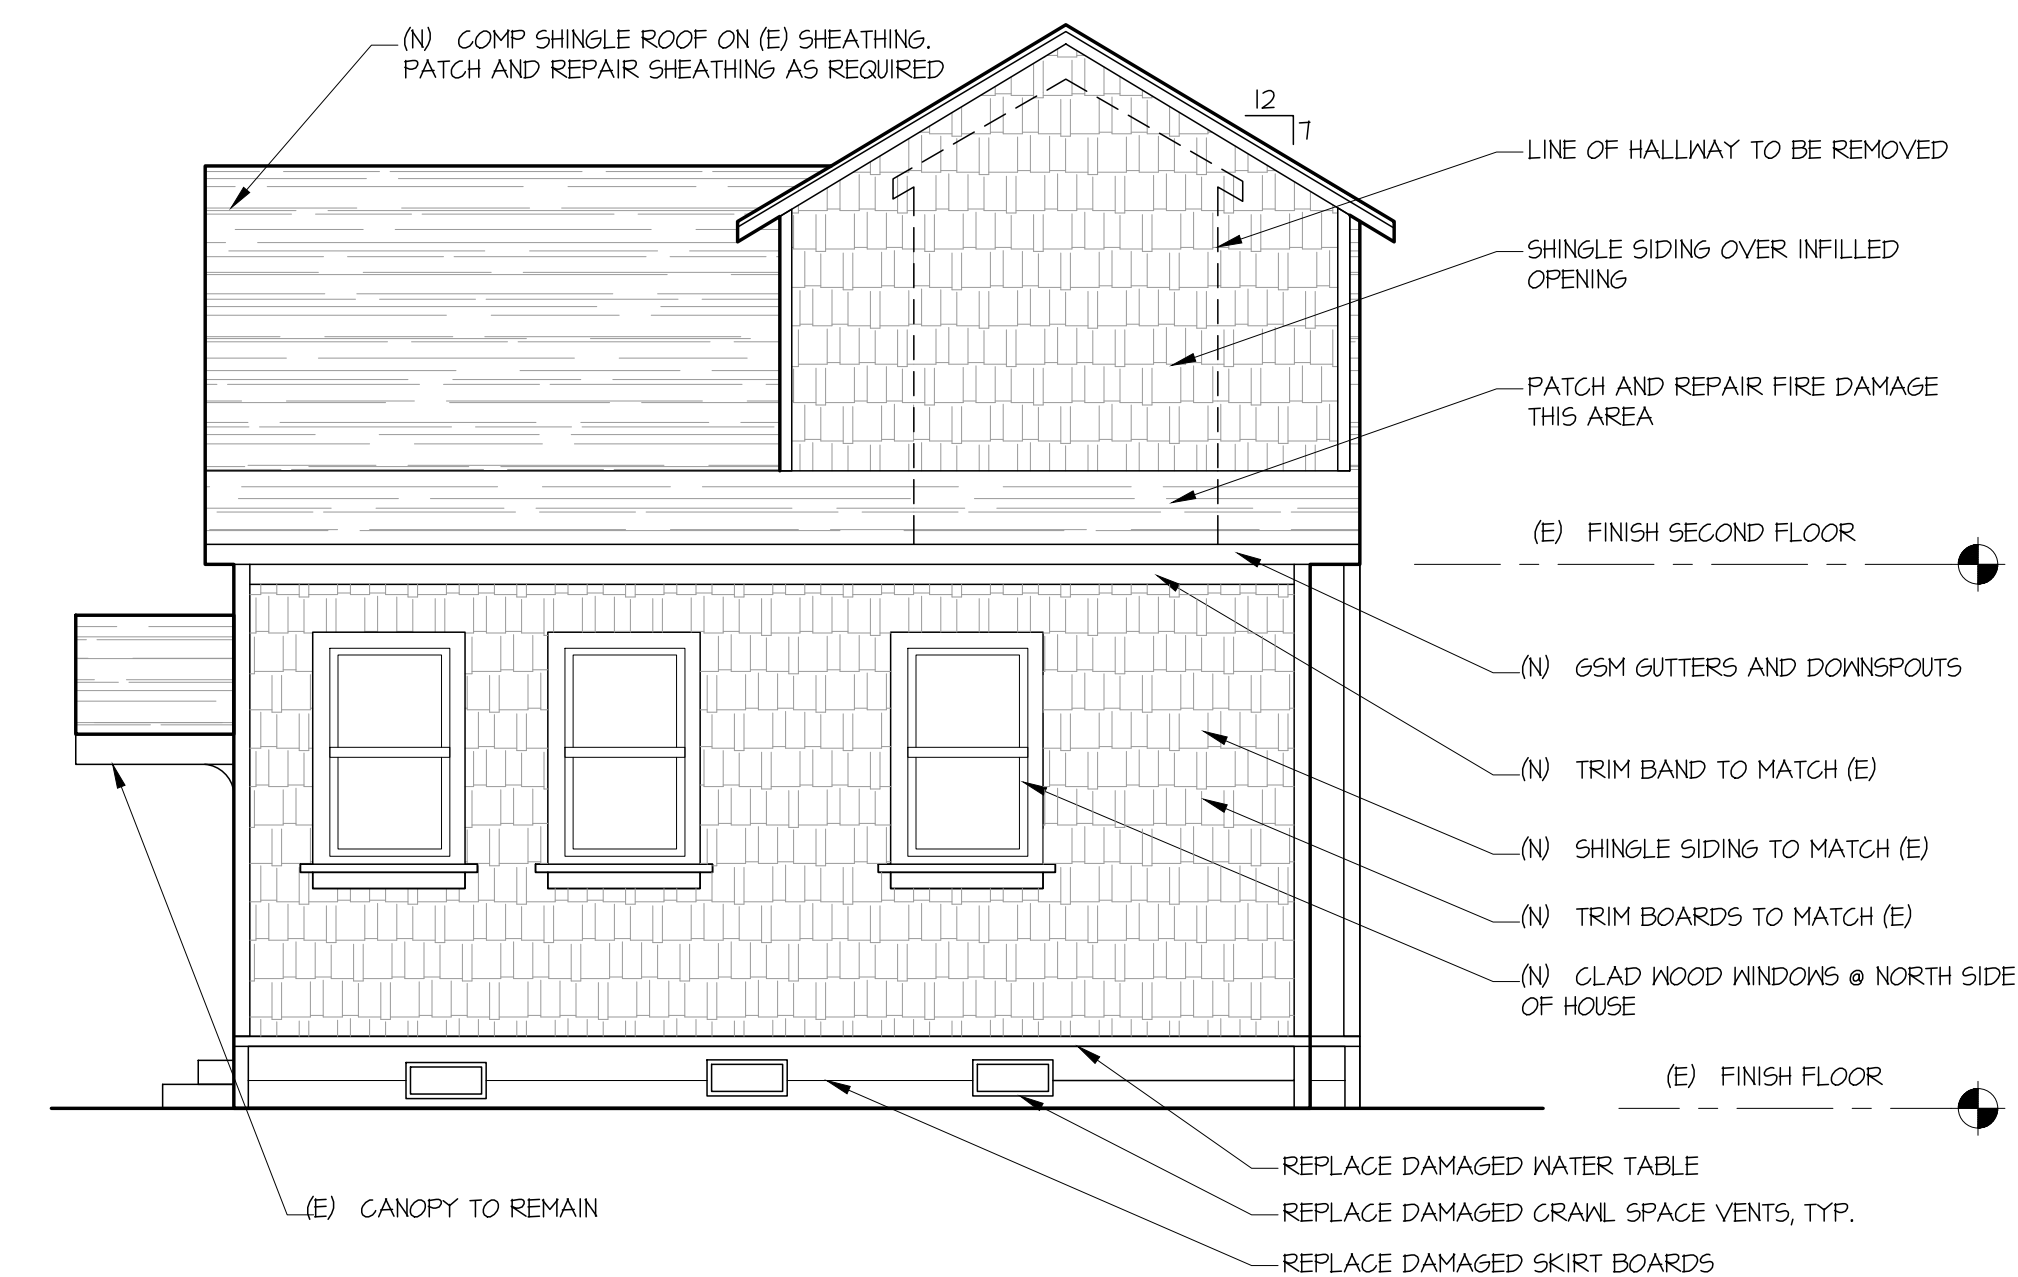 (N) COMP SHINGLE ROOF ON (E) SHEATHING.
PATCH AND REPAIR SHEATHING AS REQUIRED
12
7
LINE OF HALLWAY TO BE REMOVED
SHINGLE SIDING OVER INFILLED
OPENING
PATCH AND REPAIR FIRE DAMAGE
THIS AREA
(E) FINISH SECOND FLOOR
(N) GSM GUTTERS AND DOWNSPOUTS
(N) TRIM BAND TO MATCH (E)
(N) SHINGLE SIDING TO MATCH (E)
(N) TRIM BOARDS TO MATCH (E)
(N) CLAD WOOD WINDOWS @ NORTH SIDE
OF HOUSE
(E) FINISH FLOOR
REPLACE DAMAGED WATER TABLE
(E) CANOPY TO REMAIN
REPLACE DAMAGED CRAWL SPACE VENTS, TYP.
REPLACE DAMAGED SKIRT BOARDS